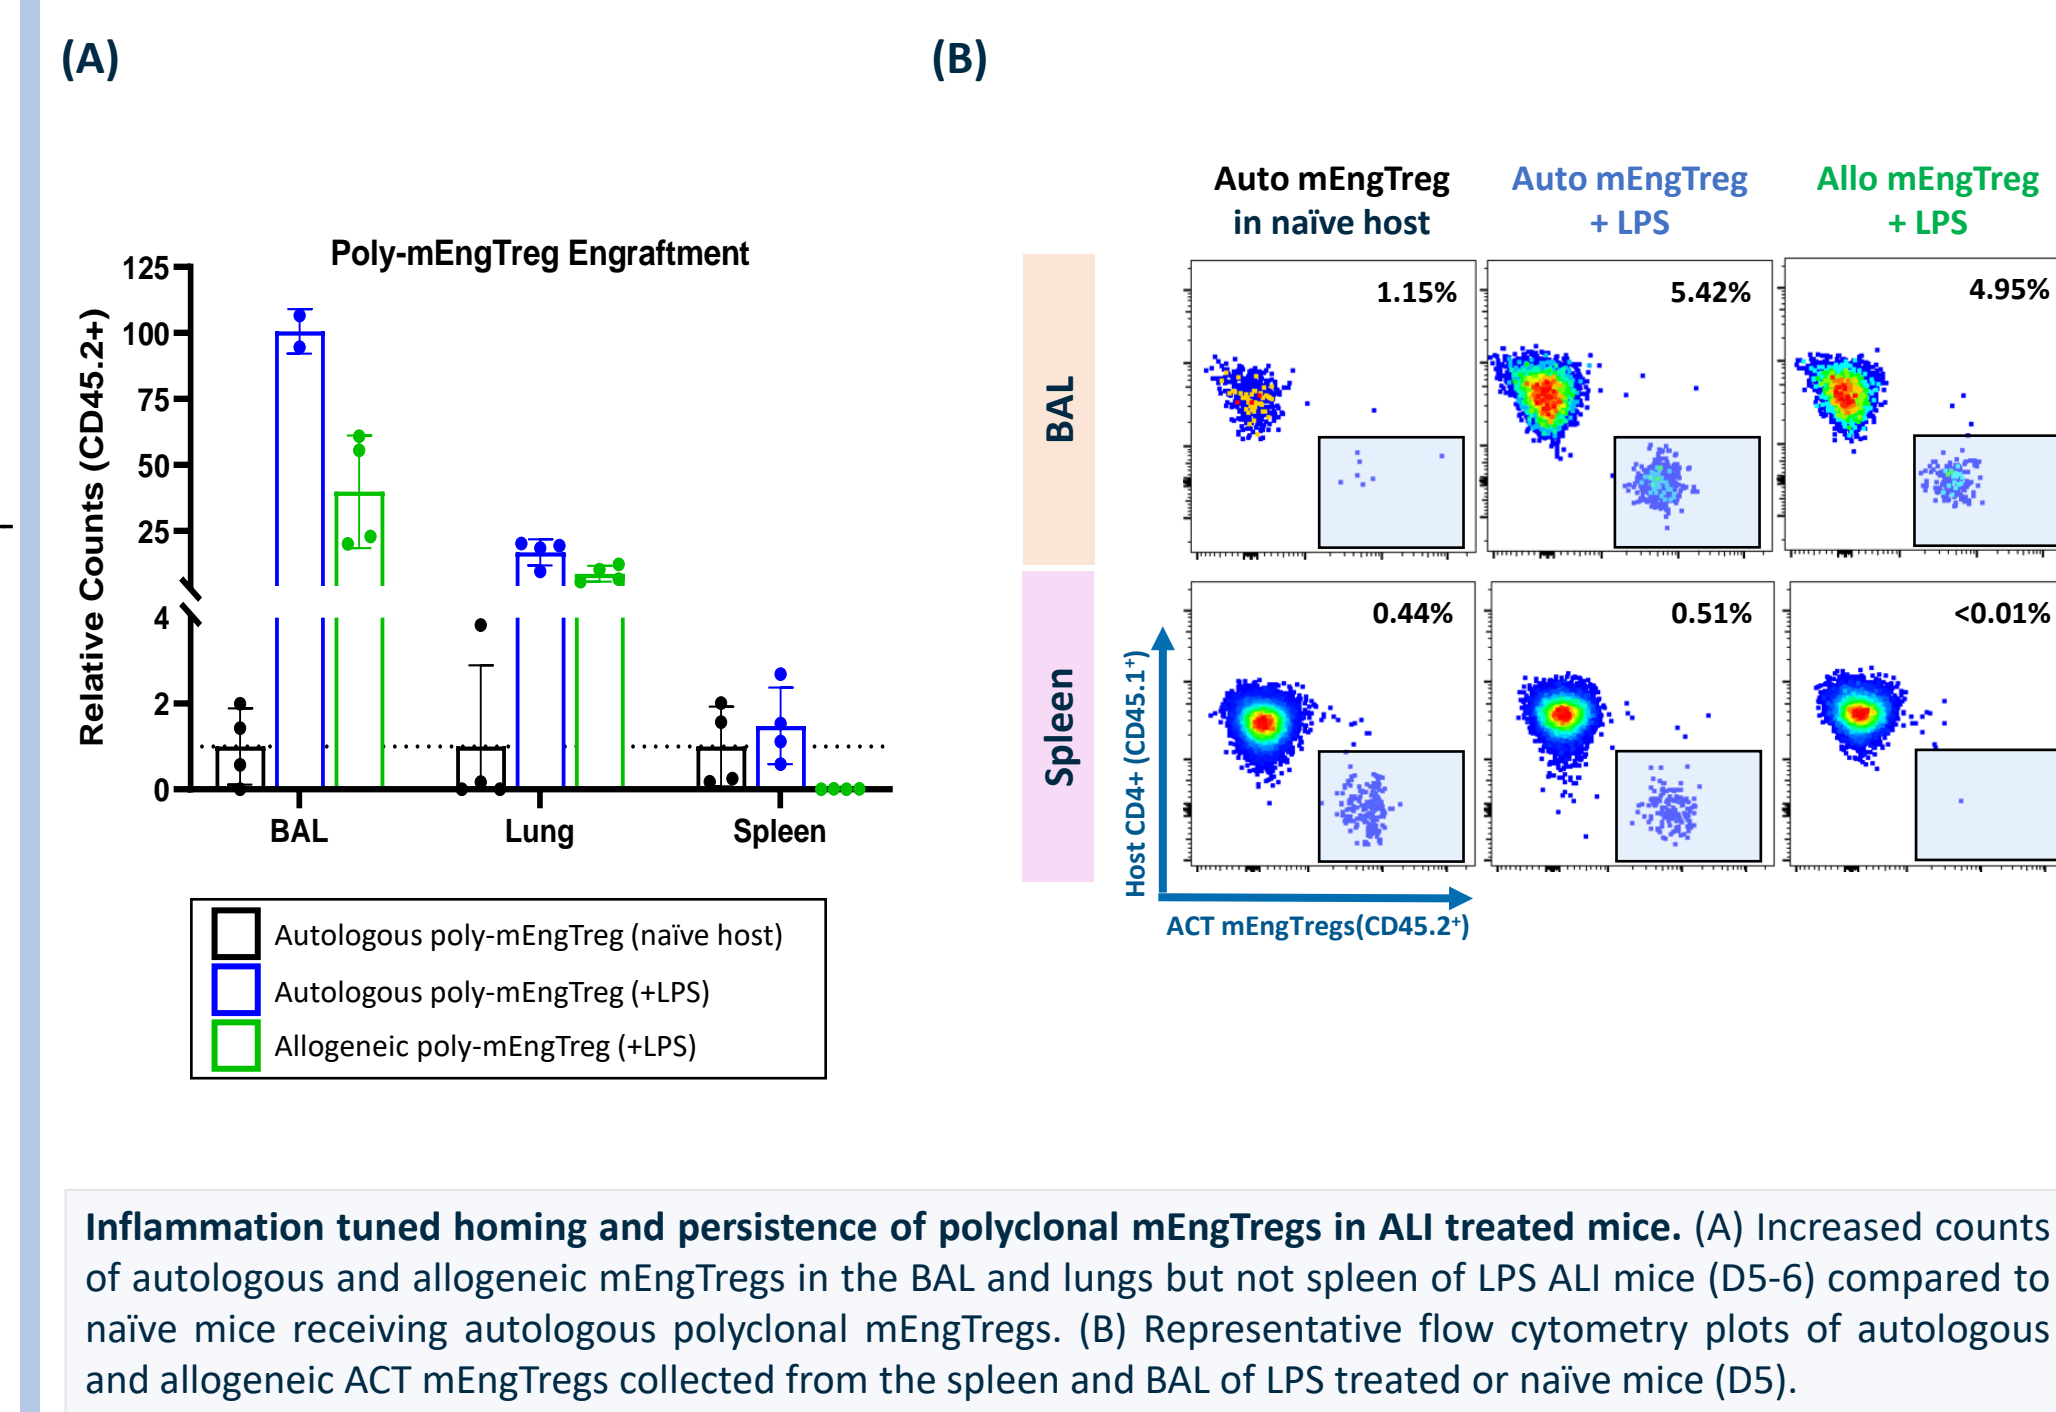 (A)
(B)
Poly-mEngTreg Engraftment
Relative Counts (CD45.2+)
125
100
75
50
25
4
2
0
BAL
Lung
Spleen
Autologous poly-mEngTreg (naïve host)
Autologous poly-mEngTreg (+LPS)
Allogeneic poly-mEngTreg (+LPS)
Auto mEngTreg
in naïve host
Auto mEngTreg
+ LPS
Allo mEngTreg
+ LPS
BAL
1.15%
5.42%
4.95%
Spleen
0.44%
0.51%
<0.01%
Host CD4+ (CD45.1⁺)
ACT mEngTregs(CD45.2⁺)
Inflammation tuned homing and persistence of polyclonal mEngTregs in ALI treated mice. (A) Increased counts
of autologous and allogeneic mEngTregs in the BAL and lungs but not spleen of LPS ALI mice (D5-6) compared to
naïve mice receiving autologous polyclonal mEngTregs. (B) Representative flow cytometry plots of autologous
and allogeneic ACT mEngTregs collected from the spleen and BAL of LPS treated or naïve mice (D5).